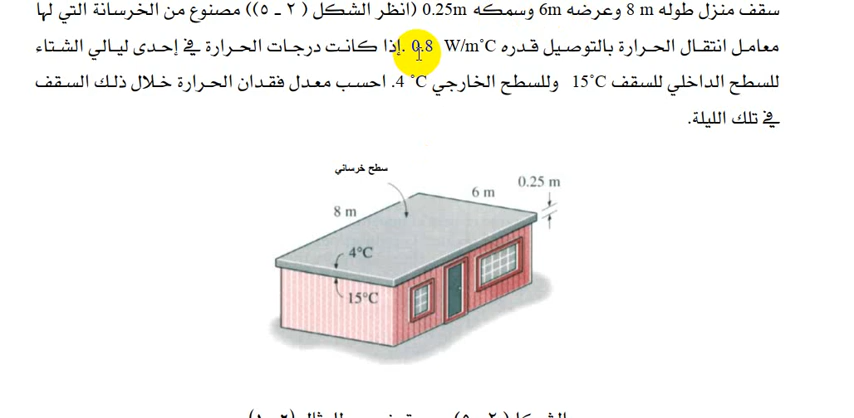 سقف منزل طوله 8 m وعرضه 6m وسمكه 0.25m (انظر الشكل (٢ - ٥)) مصنوع من الخرسانة التي لها
معامل انتقال الحرارة بالتوصيل قدره 0.8 W/m°C .إذا كانت درجات الحرارة في إحدى ليالي الشتاء
للسطح الداخلي للسقف 15°C وللسطح الخارجي 4 °C. احسب معدل فقدان الحرارة خلال ذلك السقف
في تلك الليلة.
سطح خرساني
0.25 m
6 m
8 m
4°C
15°C